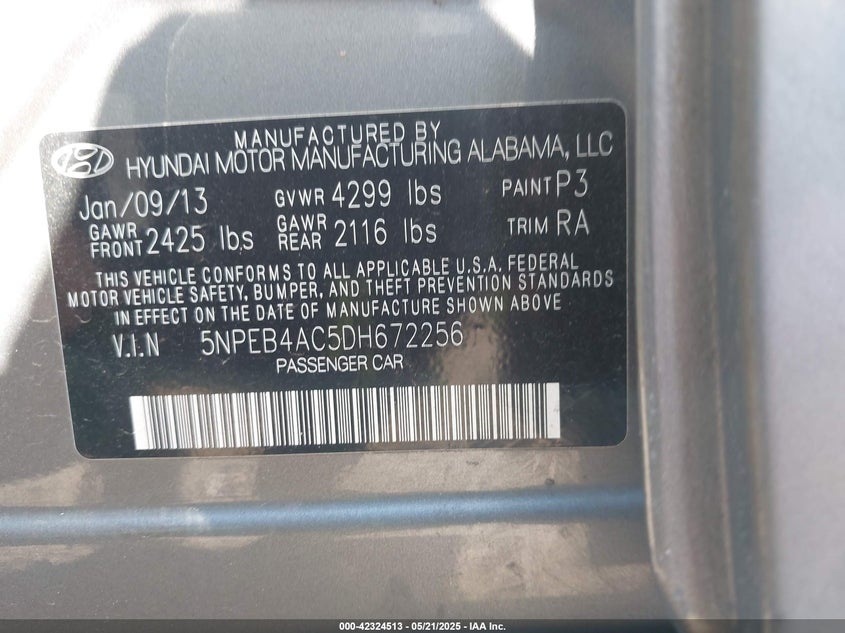 MANUFACTURED BY
HYUNDAI MOTOR MANUFACTURING ALABAMA, LLC
Jan/09/13 GVWR 4299 lbs PAINT P3
GAWR FRONT 2425 lbs GAWR REAR 2116 lbs TRIM RA
THIS VEHICLE CONFORMS TO ALL APPLICABLE U.S.A. FEDERAL
MOTOR VEHICLE SAFETY, BUMPER, AND THEFT PREVENTION STANDARDS
IN EFFECT ON THE DATE OF MANUFACTURE SHOWN ABOVE
V.I.N 5NPEB4AC5DH672256
PASSENGER CAR
000-42324513 - 05/21/2025 - IAA Inc.